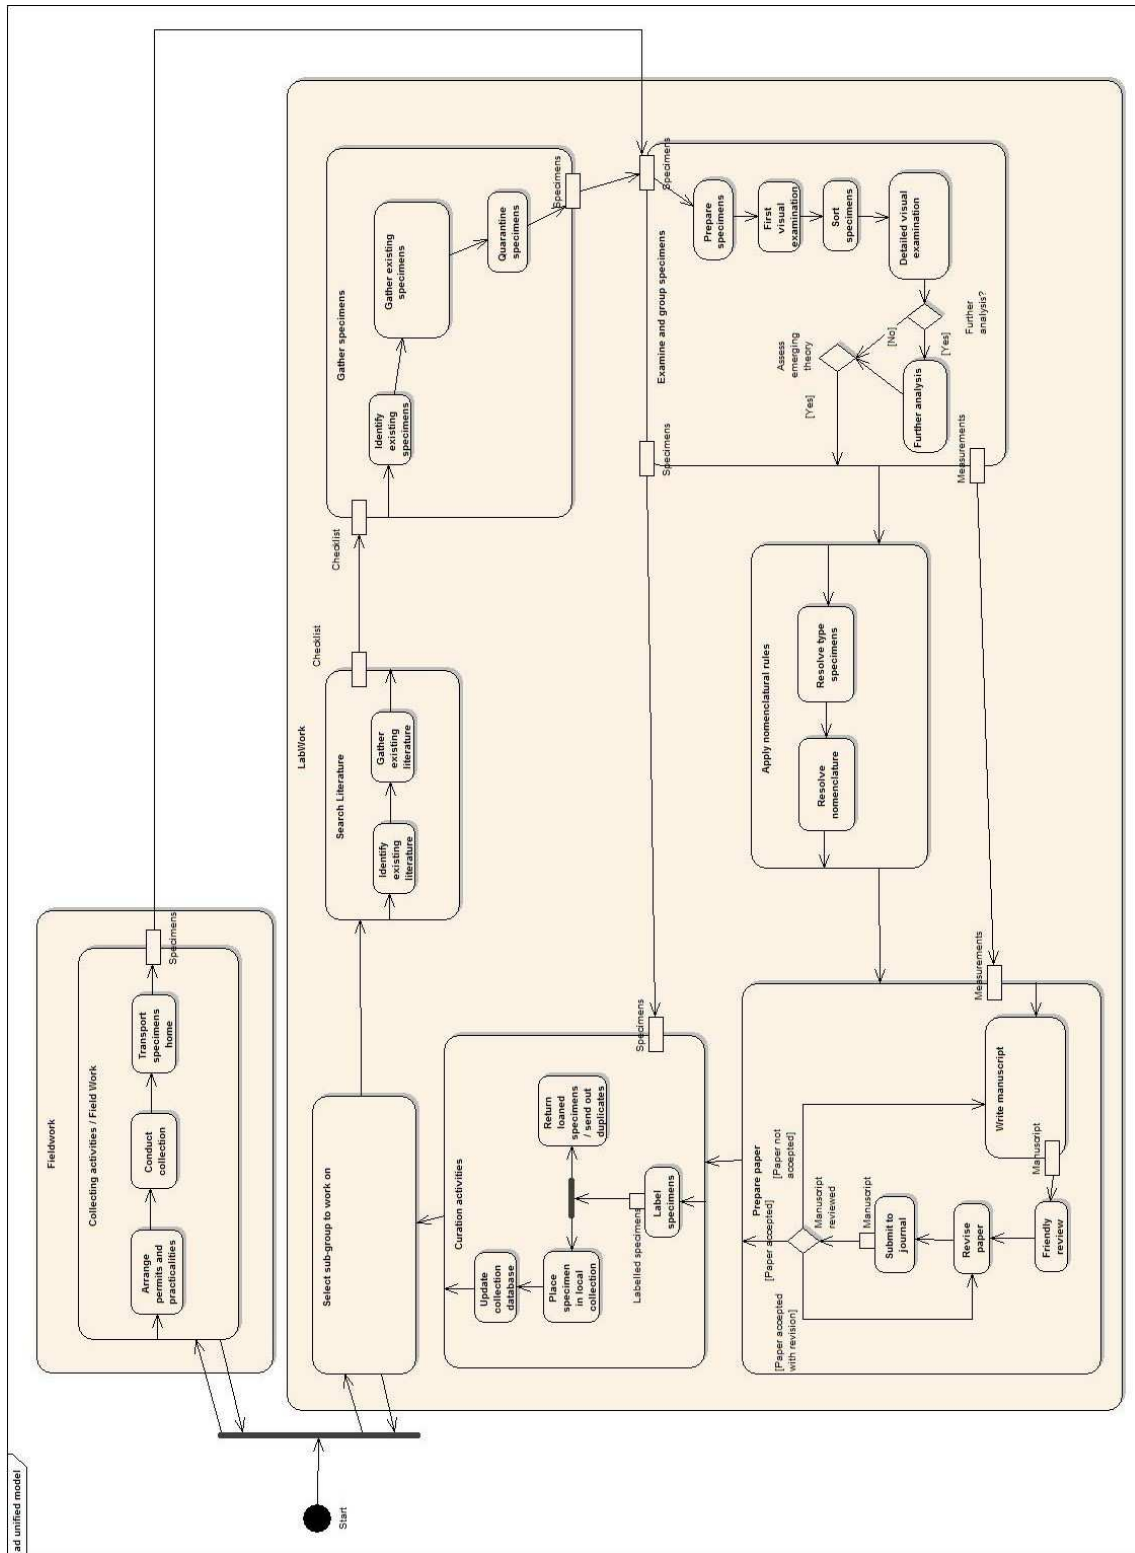 ad unified model
Start
Fieldwork
Collecting activities / Field Work
Arrange
permits and
practicalities
Conduct
collection
Transport
specimens
home
Specimens
LabWork
Select sub-group to work on
Search Literature
Identify
existing
literature
Gather
existing
literature
Checklist
Checklist
Gather specimens
Identify
existing
specimens
Gather existing
specimens
Quarantine
specimens
Specimens
Specimens
Examine and group specimens
Prepare
specimens
First
visual
examination
Sort
specimens
Detailed visual
examination
Further
analysis?
[No]
[Yes]
Further analysis
Assess
emerging
theory
[Yes]
Specimens
Measurements
Apply nomenclatural rules
Resolve type
specimens
Resolve
nomenclature
Curation activities
Specimens
Label
specimens
Labelled specimens
Return
loaned
specimens
/ send out
duplicates
Place
specimen
in local
collection
Update
collection
database
Prepare paper
Measurements
Write manuscript
Manuscript
Friendly
review
Revise
paper
Submit to
journal
Manuscript
Manuscript
reviewed
[Paper not
accepted]
[Paper accepted]
[Paper accepted
with revision]